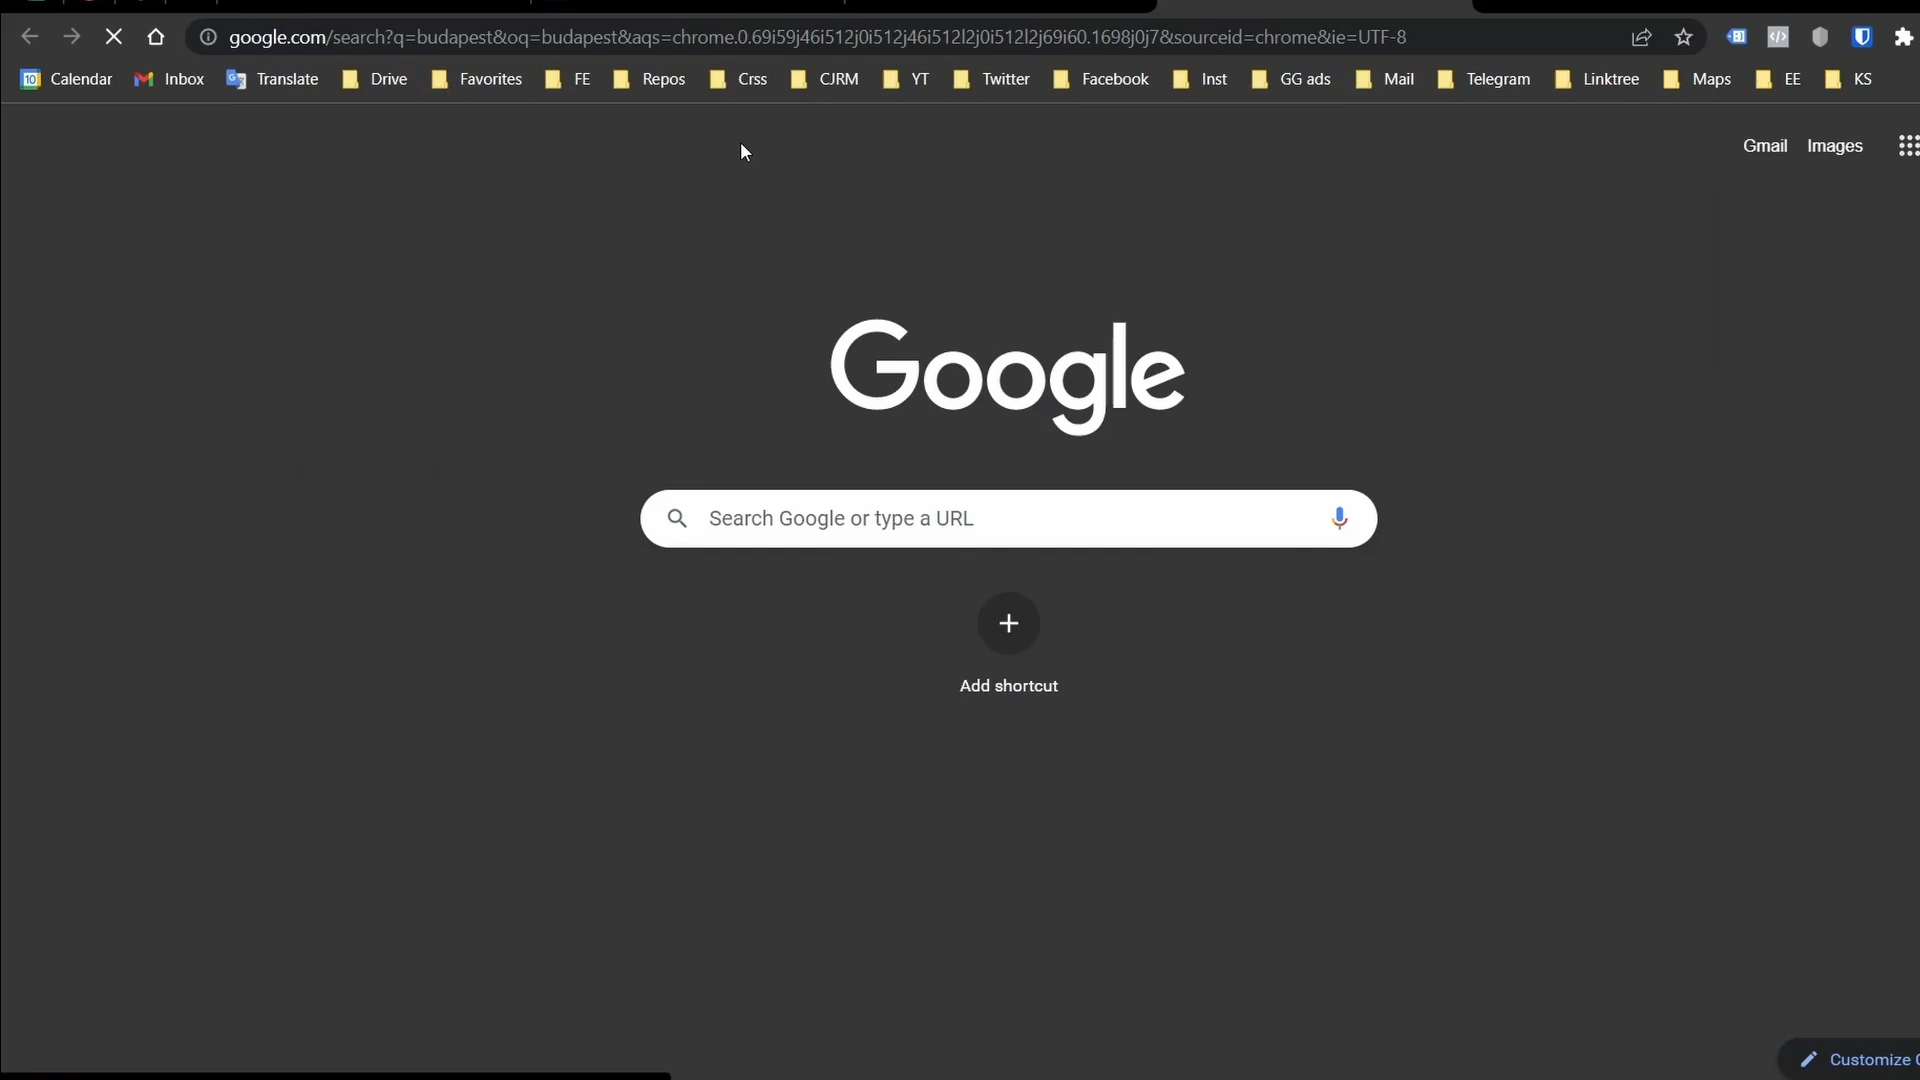 google.com/search?q=budapest&oq=budapest&aqs=chrome.0.69i59j46i512j0i512j46i512l2j0i512l2j69i60.1698j0j7&sourceid=chrome&ie=UTF-8
10 Calendar Inbox Translate Drive Favorites FE Repos Crss CJRM YT Twitter Facebook Inst GG ads Mail Telegram Linktree Maps EE KS
Gmail Images
Google
Search Google or type a URL
Add shortcut
Customize